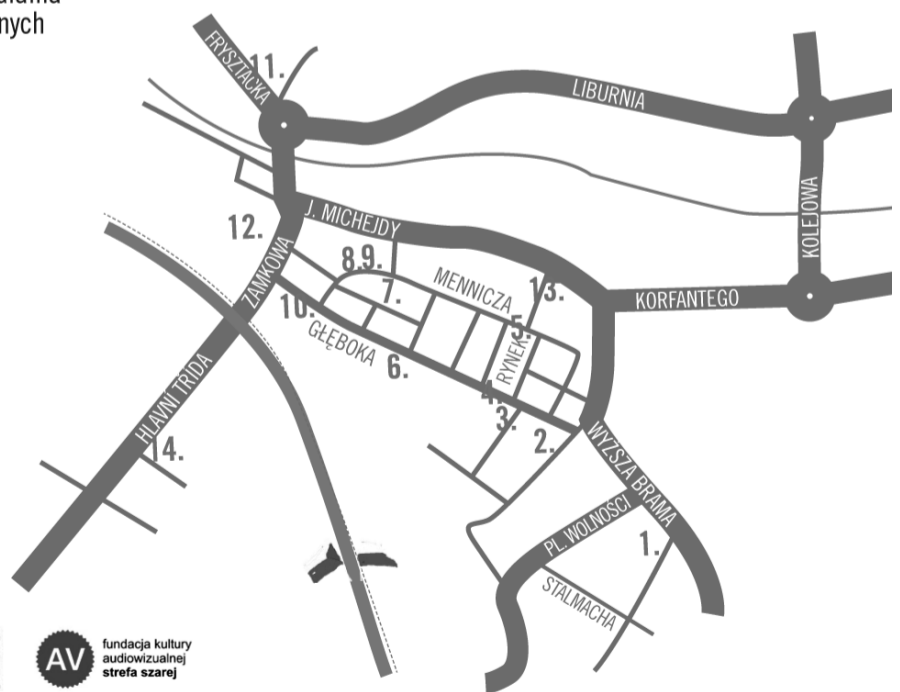 nych
FRYSZTACKA
11.
LIBURNIA
KOLEJOWA
J. MICHEJDY
12.
ZAMKOWA
8.9.
7.
MENNICZA
13.
KORFANTEGO
10.
GŁĘBOKA
6.
5.
RYNEK
4.
3.
2.
HLAVNI TRIDA
14.
WYŻSZA BRAMA
PL. WOLNOŚCI
1.
STALMACHA
AV
fundacja kultury
audiowizualnej
strefa szarej